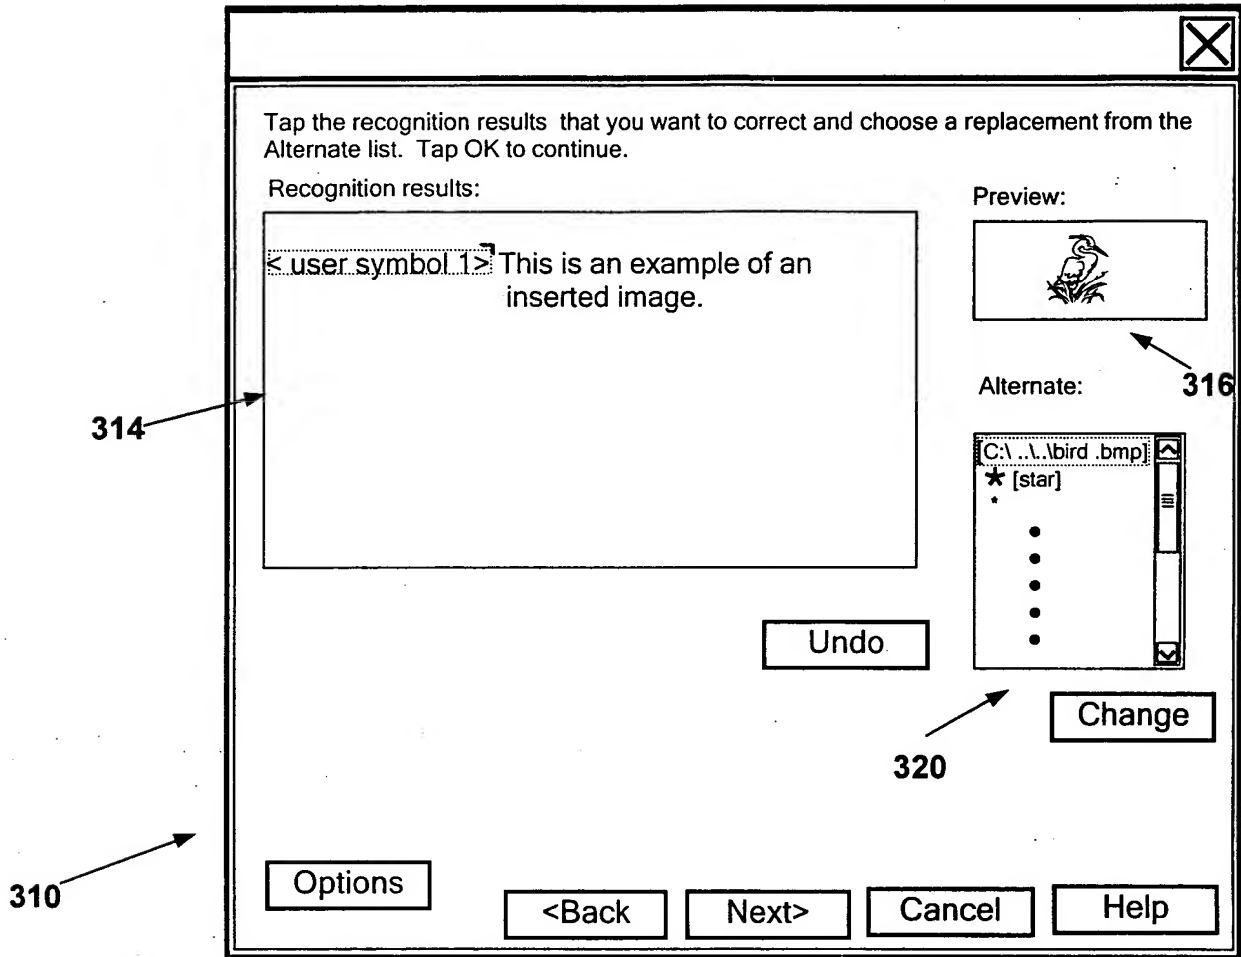 Tap the recognition results that you want to correct and choose a replacement from the
Alternate list. Tap OK to continue.
Recognition results:
Preview:
< user symbol 1> This is an example of an
inserted image.
316
Alternate:
314
[C:\ ..\..\bird .bmp]
[star]
Undo
Change
320
310
Options
<Back
Next>
Cancel
Help